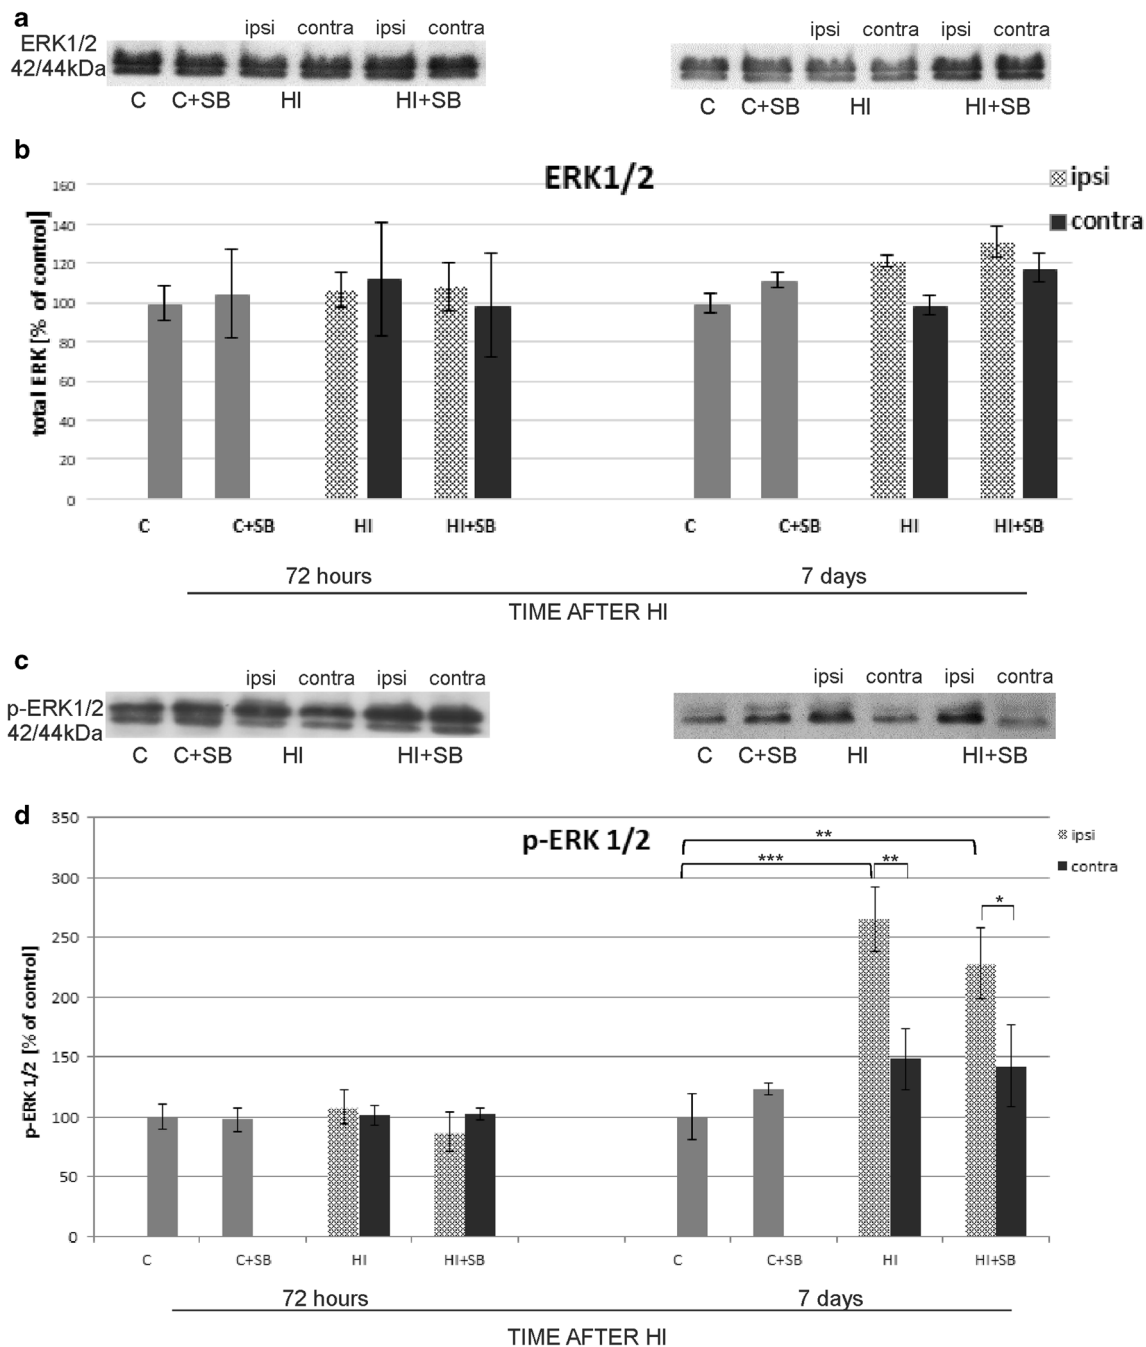 a
ipsi contra ipsi contra
ipsi contra ipsi contra
ERK1/2
42/44kDa
C C+SB HI HI+SB
C C+SB HI HI+SB
b
ERK1/2
ipsi
contra
total ERK [% of control]
160
140
120
100
80
60
40
20
0
C C+SB HI HI+SB C C+SB HI HI+SB
72 hours 7 days
TIME AFTER HI
c
ipsi contra ipsi contra
ipsi contra ipsi contra
p-ERK1/2
42/44kDa
C C+SB HI HI+SB
C C+SB HI HI+SB
d
p-ERK 1/2
ipsi
contra
p-ERK 1/2 [% of control]
350
300
250
200
150
100
50
0
**
*** **
*
C C+SB HI HI+SB C C+SB HI HI+SB
72 hours 7 days
TIME AFTER HI